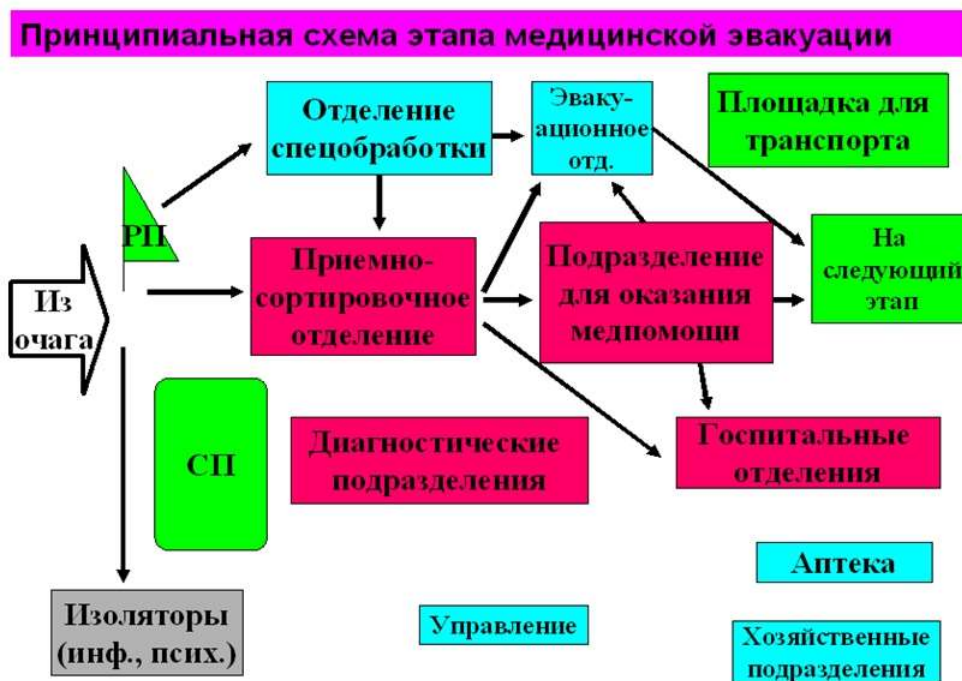 Принципиальная схема этапа медицинской эвакуации
Отделение
спецобработки
Эваку-
ационное
отд.
Площадка для
транспорта
РП
Из
очага
Приемно-
сортировочное
отделение
Подразделение
для оказания
медпомощи
На
следующий
этап
СП
Диагностические
подразделения
Госпитальные
отделения
Аптека
Изоляторы
(инф., псих.)
Управление
Хозяйственные
подразделения